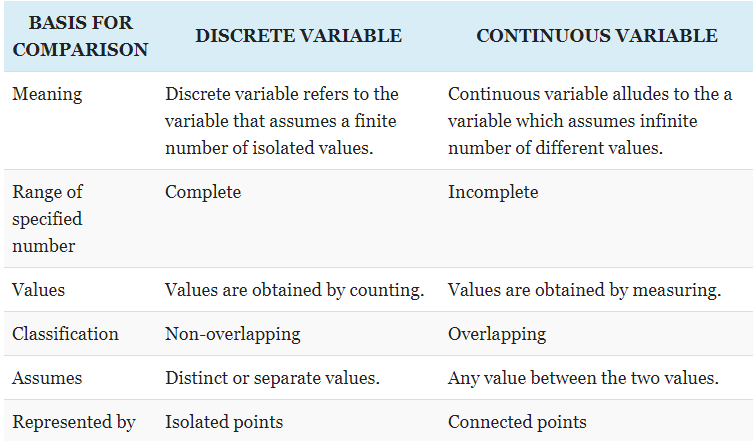 BASIS FOR
COMPARISON
DISCRETE VARIABLE
CONTINUOUS VARIABLE
Meaning
Discrete variable refers to the
variable that assumes a finite
number of isolated values.
Continuous variable alludes to the a
variable which assumes infinite
number of different values.
Range of
specified
number
Complete
Incomplete
Values
Values are obtained by counting.
Values are obtained by measuring.
Classification
Non-overlapping
Overlapping
Assumes
Distinct or separate values.
Any value between the two values.
Represented by
Isolated points
Connected points